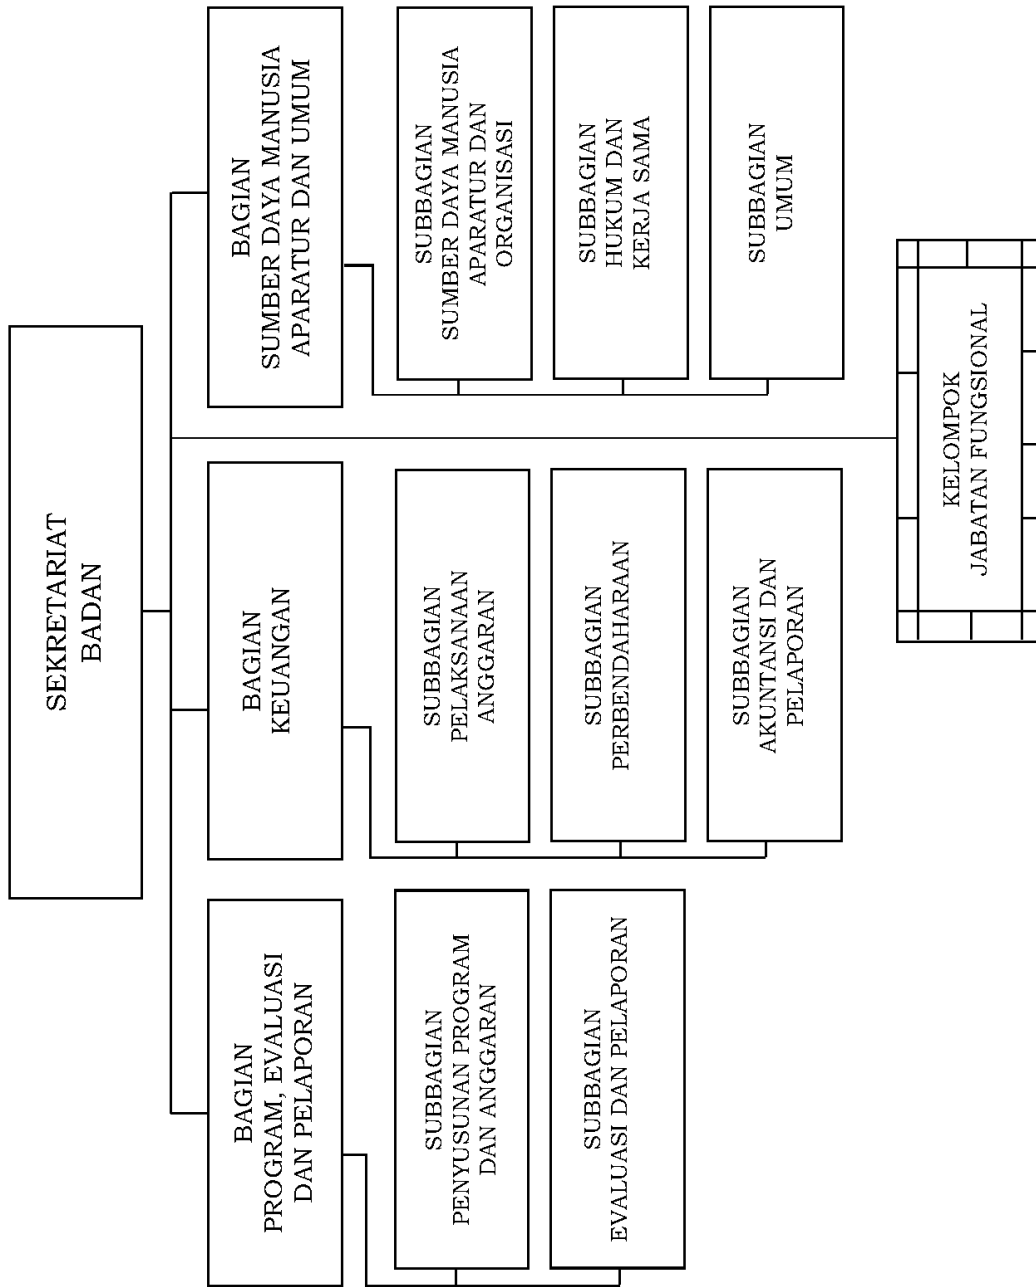 SEKRETARIAT
BADAN
BAGIAN
PROGRAM, EVALUASI
DAN PELAPORAN
BAGIAN
KEUANGAN
BAGIAN
SUMBER DAYA MANUSIA
APARATUR DAN UMUM
SUBBAGIAN
PENYUSUNAN PROGRAM
DAN ANGGARAN
SUBBAGIAN
PELAKSANAAN
ANGGARAN
SUBBAGIAN
SUMBER DAYA MANUSIA
APARATUR DAN
ORGANISASI
SUBBAGIAN
EVALUASI DAN PELAPORAN
SUBBAGIAN
PERBENDAHARAAN
SUBBAGIAN
HUKUM DAN
KERJA SAMA
SUBBAGIAN
AKUNTANSI DAN
PELAPORAN
SUBBAGIAN
UMUM
KELOMPOK
JABATAN FUNGSIONAL